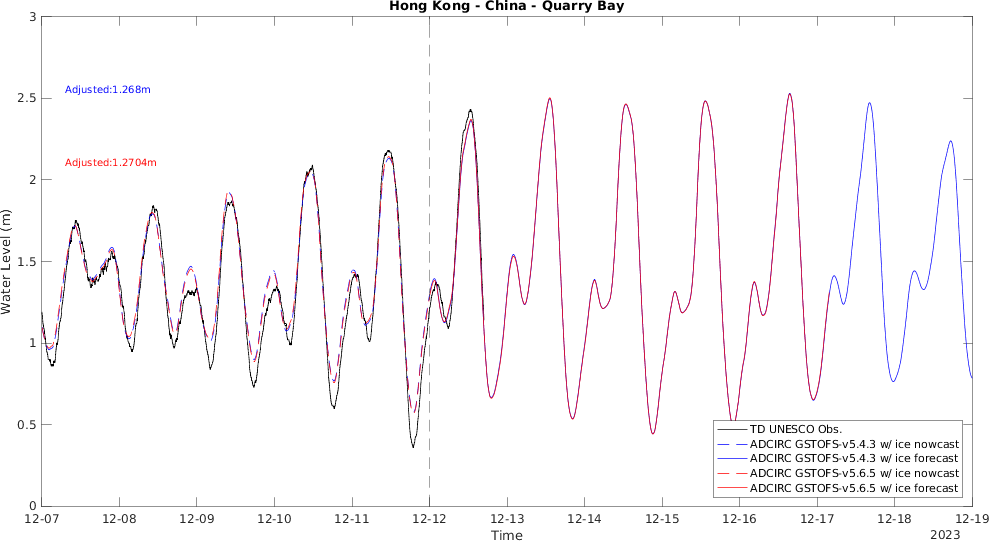 Hong Kong - China - Quarry Bay
3
2.5
2
1.5
1
0.5
0
Water Level (m)
Adjusted:1.268m
Adjusted:1.2704m
TD UNESCO Obs.
ADCIRC GSTOFS-v5.4.3 w/ ice nowcast
ADCIRC GSTOFS-v5.4.3 w/ ice forecast
ADCIRC GSTOFS-v5.6.5 w/ ice nowcast
ADCIRC GSTOFS-v5.6.5 w/ ice forecast
12-07 12-08 12-09 12-10 12-11 12-12 12-13 12-14 12-15 12-16 12-17 12-18 12-19
Time
2023